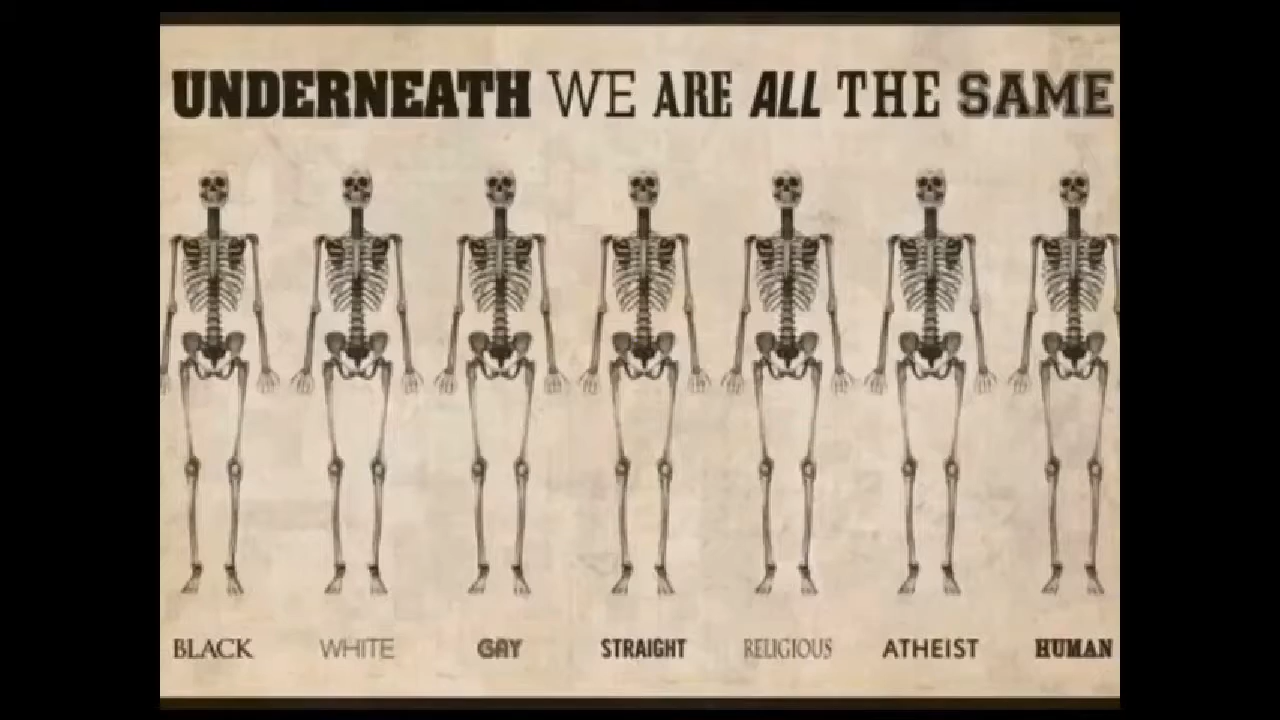 UNDERNEATH WE ARE ALL THE SAME
BLACK WHITE GAY STRAIGHT RELIGIOUS ATHEIST HUMAN